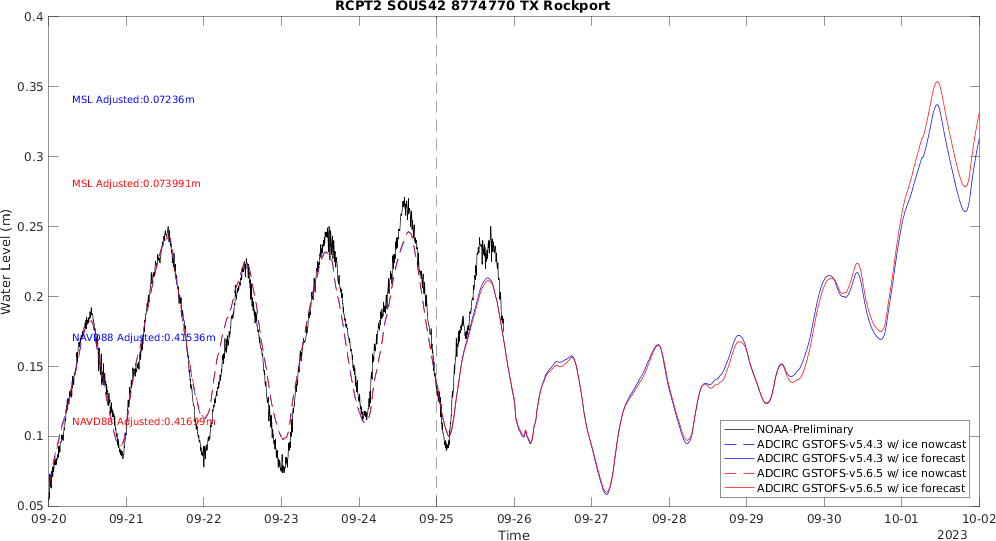 RCPT2 SOUS42 8774770 TX Rockport
0.4
0.35
0.3
0.25
0.2
0.15
0.1
0.05
Water Level (m)
MSL Adjusted:0.07236m
MSL Adjusted:0.073991m
NAVD88 Adjusted:0.41536m
NAVD88 Adjusted:0.41699m
NOAA-Preliminary
ADCIRC GSTOFS-v5.4.3 w/ ice nowcast
ADCIRC GSTOFS-v5.4.3 w/ ice forecast
ADCIRC GSTOFS-v5.6.5 w/ ice nowcast
ADCIRC GSTOFS-v5.6.5 w/ ice forecast
09-20 09-21 09-22 09-23 09-24 09-25 09-26 09-27 09-28 09-29 09-30 10-01 10-02
Time
2023